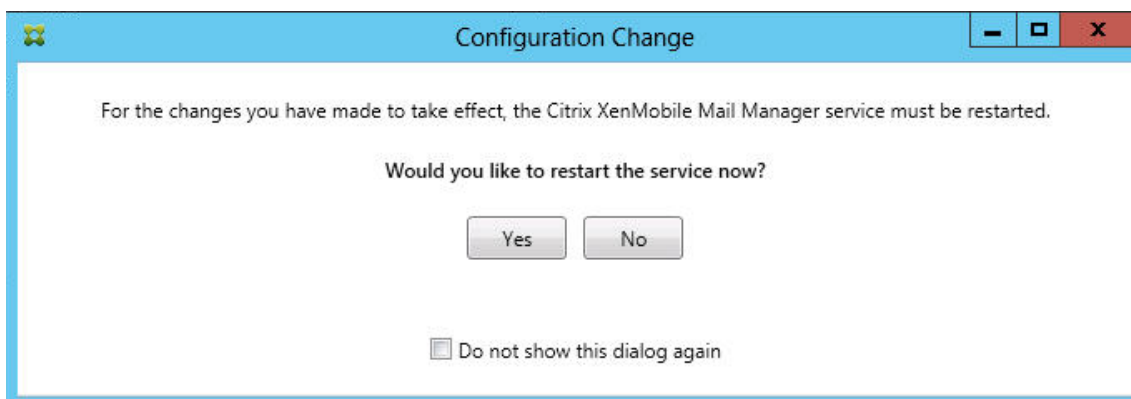 Configuration Change
For the changes you have made to take effect, the Citrix XenMobile Mail Manager service must be restarted.
Would you like to restart the service now?
Yes No
Do not show this dialog again